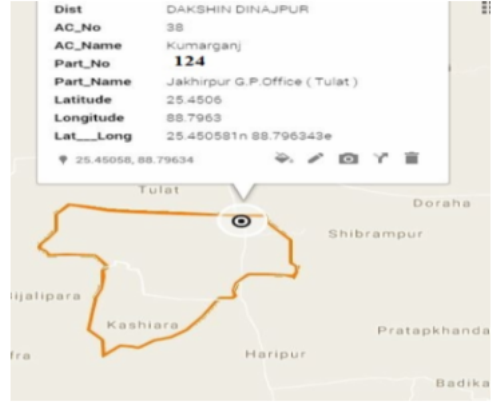 Dist DAKSHIN DINAJPUR
AC_No 38
AC_Name Kumarganj
Part_No 124
Part_Name Jakhirpur G.P.Office ( Tulat )
Latitude 25.4506
Longitude 88.7963
Lat___Long 25.450581n 88.796343e
25.45058, 88.79634
Tulat
Doraha
Shibrampur
ijalipara
Kashiara
Pratapkhanda
fra
Haripur
Badika